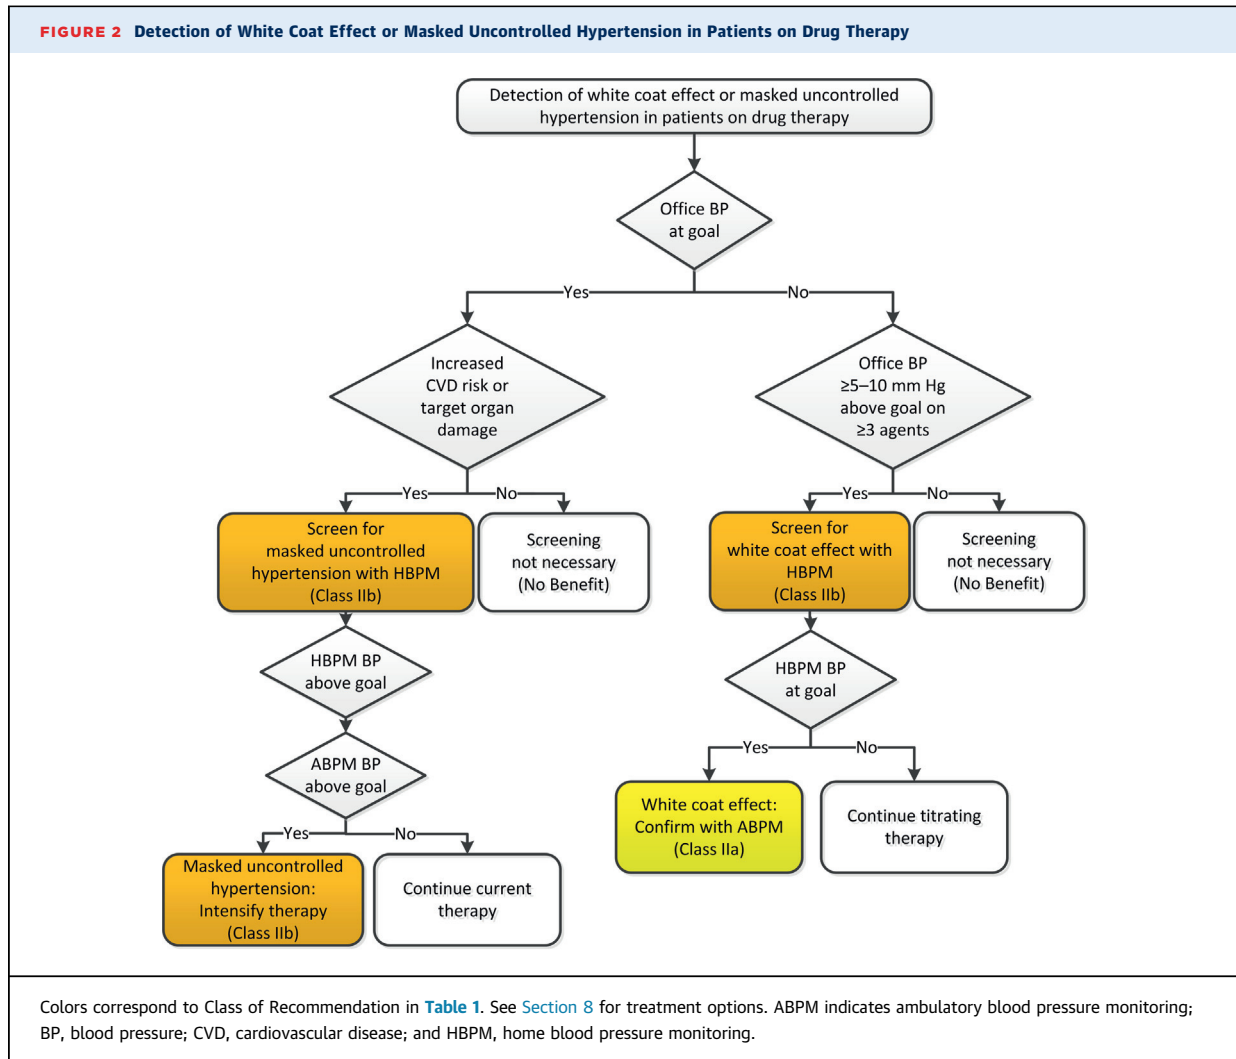 FIGURE 2 Detection of White Coat Effect or Masked Uncontrolled Hypertension in Patients on Drug Therapy
Detection of white coat effect or masked uncontrolled
hypertension in patients on drug therapy
Office BP
at goal
Yes
No
Increased
CVD risk or
target organ
damage
Office BP
≥5–10 mm Hg
above goal on
≥3 agents
Yes
No
Yes
No
Screen for
masked uncontrolled
hypertension with HBPM
(Class IIb)
Screening
not necessary
(No Benefit)
Screen for
white coat effect with
HBPM
(Class IIb)
Screening
not necessary
(No Benefit)
HBPM BP
above goal
HBPM BP
at goal
ABPM BP
above goal
Yes
No
Yes
No
White coat effect:
Confirm with ABPM
(Class IIa)
Continue titrating
therapy
Masked uncontrolled
hypertension:
Intensify therapy
(Class IIb)
Continue current
therapy
Colors correspond to Class of Recommendation in Table 1. See Section 8 for treatment options. ABPM indicates ambulatory blood pressure monitoring;
BP, blood pressure; CVD, cardiovascular disease; and HBPM, home blood pressure monitoring.